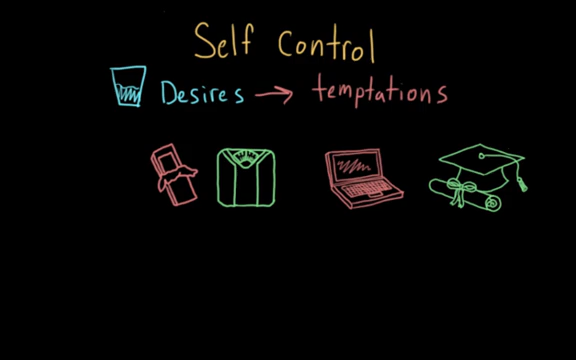 Self Control
Desires → temptations